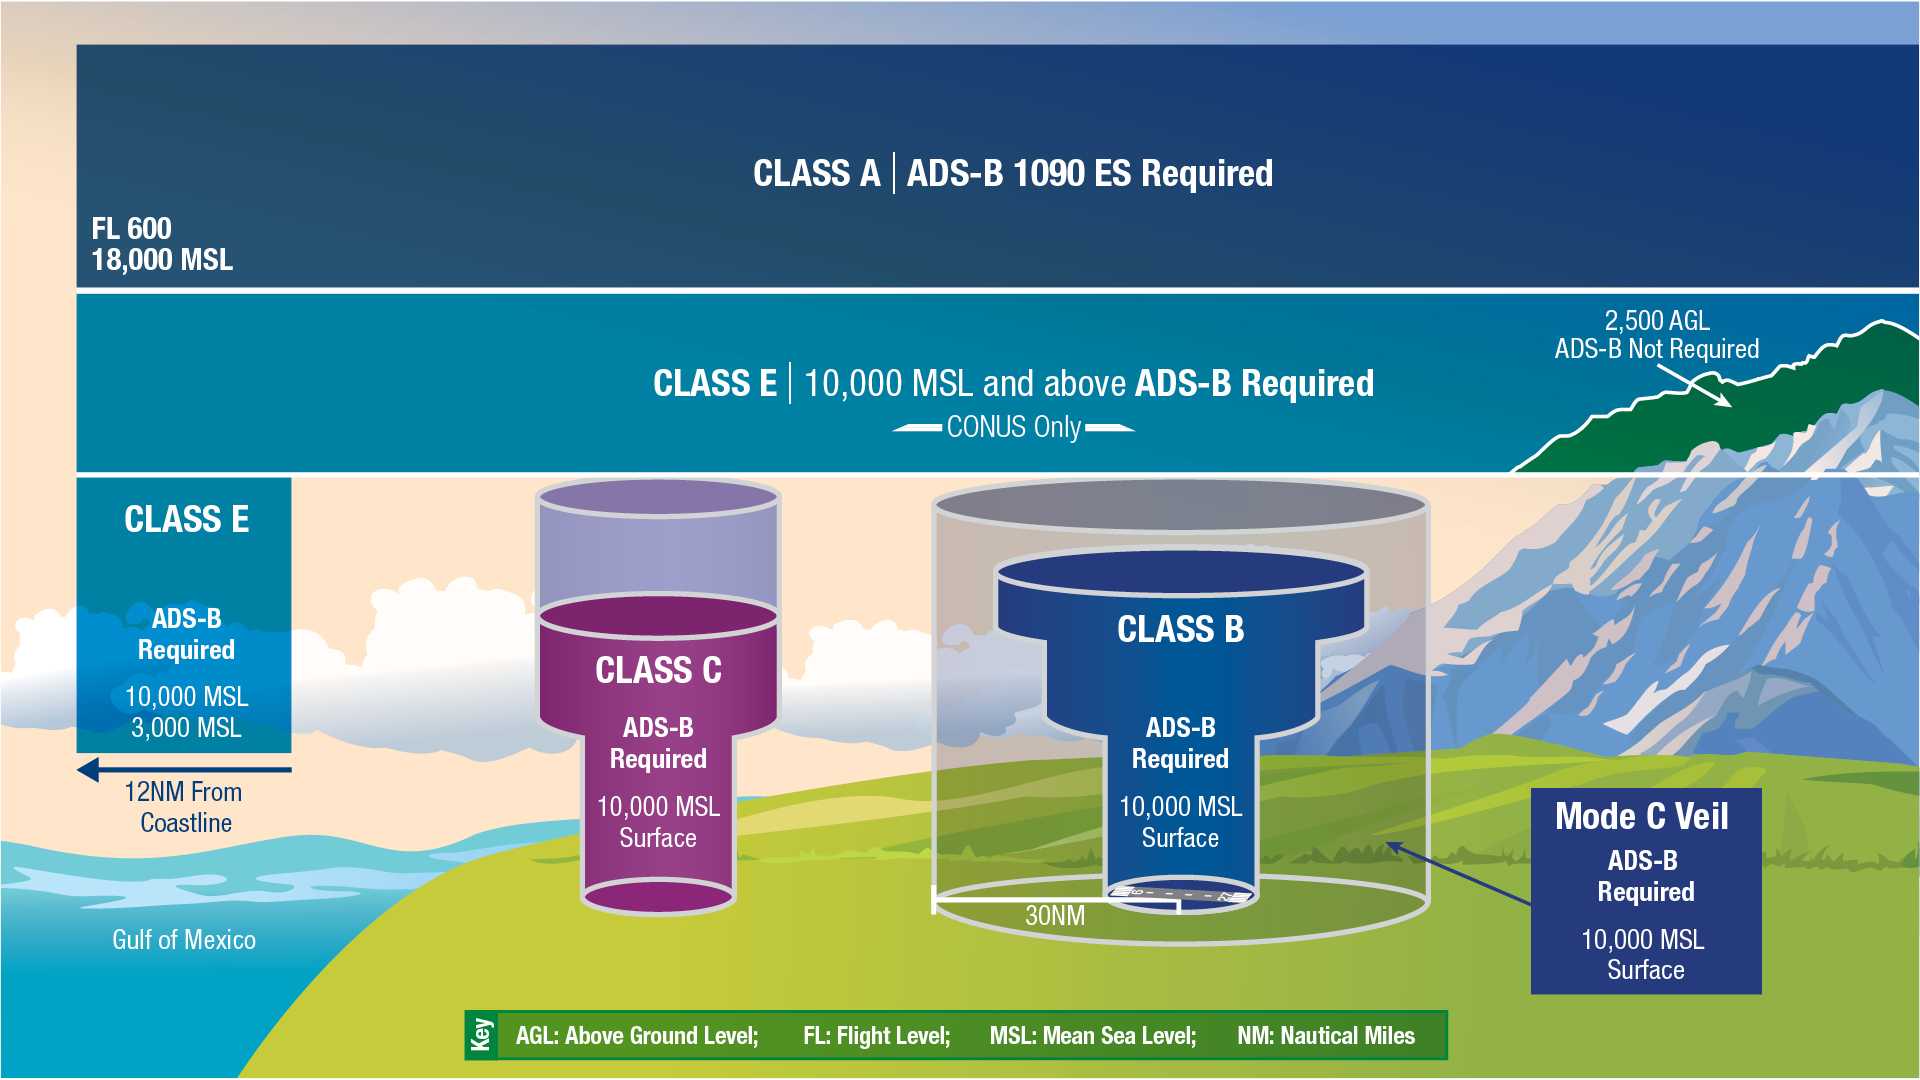 CLASS A | ADS-B 1090 ES Required
FL 600
18,000 MSL
2,500 AGL
ADS-B Not Required
CLASS E | 10,000 MSL and above ADS-B Required
CONUS Only
CLASS E
ADS-B
Required
10,000 MSL
3,000 MSL
12NM From
Coastline
Gulf of Mexico
CLASS C
ADS-B
Required
10,000 MSL
Surface
CLASS B
ADS-B
Required
10,000 MSL
Surface
9
27
30NM
Mode C Veil
ADS-B
Required
10,000 MSL
Surface
Key
AGL: Above Ground Level; FL: Flight Level; MSL: Mean Sea Level; NM: Nautical Miles